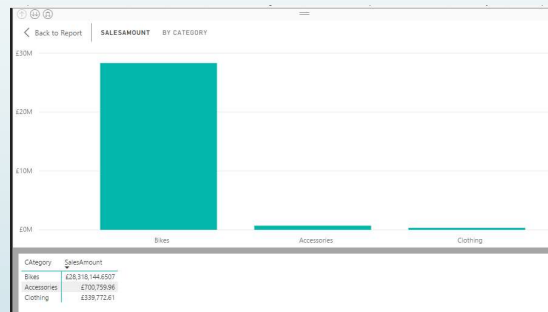 Back to Report SALESAMOUNT BY CATEGORY
£30M
£20M
£10M
£0M
Bikes Accessories Clothing
CAtegory SalesAmount
Bikes £28,318,144.6507
Accessories £700,759.96
Clothing £339,772.61